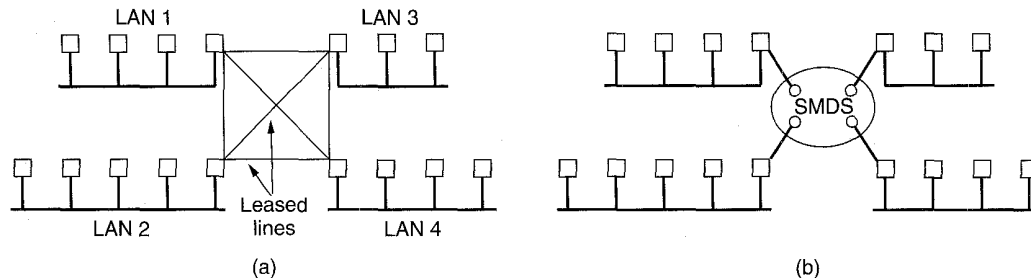 LAN 1
LAN 3
SMDS
LAN 2
Leased
lines
LAN 4
(a)
(b)